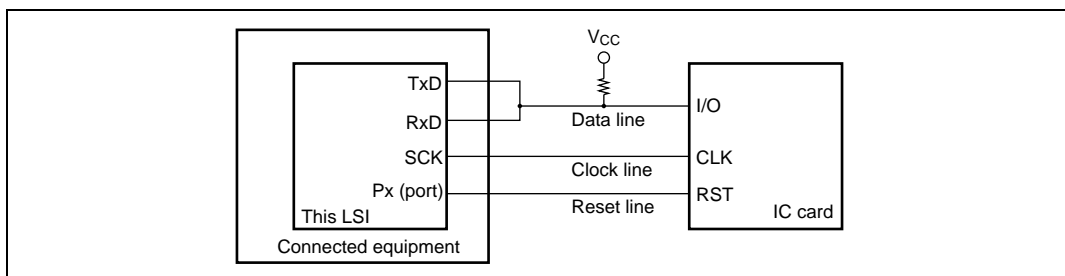 VCC
TxD
RxD
SCK
Px (port)
This LSI
Connected equipment
Data line
Clock line
Reset line
I/O
CLK
RST
IC card